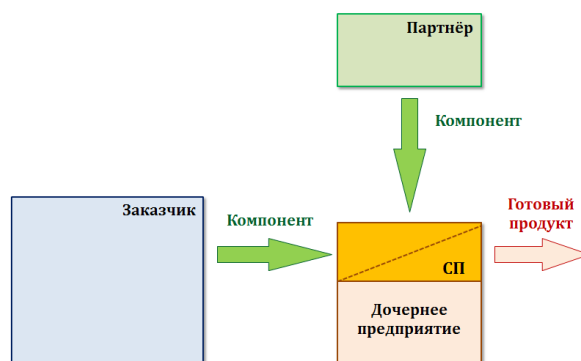 Партнёр
Компонент
Заказчик
Компонент
Готовый
продукт
СП
Дочернее
предприятие